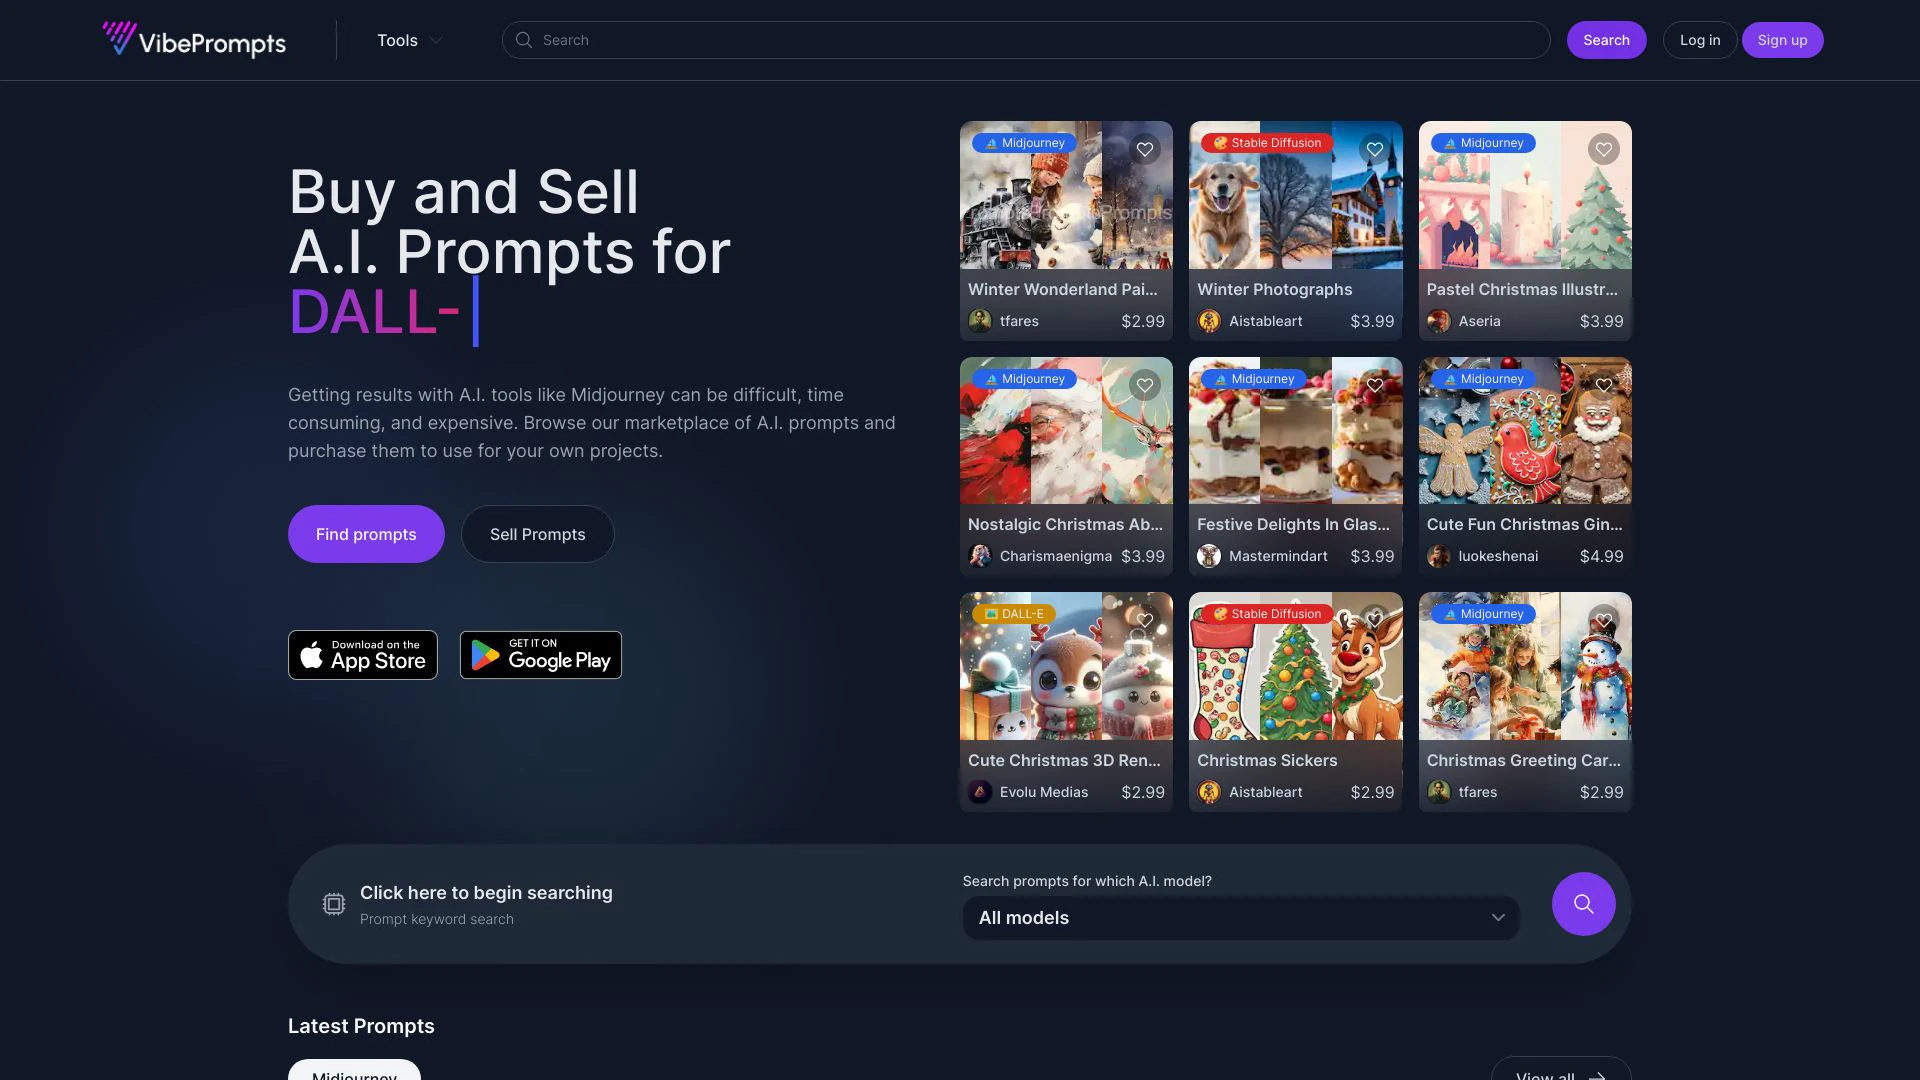 VibePrompts
Tools
Search
Search
Log in
Sign up
Buy and Sell
A.I. Prompts for
DALL-
Getting results with A.I. tools like Midjourney can be difficult, time
consuming, and expensive. Browse our marketplace of A.I. prompts and
purchase them to use for your own projects.
Find prompts
Sell Prompts
Download on the
App Store
GET IT ON
Google Play
Midjourney
Prompts
Winter Wonderland Pai...
tfares
$2.99
Stable Diffusion
Winter Photographs
Aistableart
$3.99
Midjourney
Pastel Christmas Illustr...
Aseria
$3.99
Midjourney
Nostalgic Christmas Ab...
Charismaenigma
$3.99
Midjourney
Festive Delights In Glas...
Mastermindart
$3.99
Midjourney
Cute Fun Christmas Gin...
luokeshenai
$4.99
DALL-E
Cute Christmas 3D Ren...
Evolu Medias
$2.99
Stable Diffusion
Christmas Sickers
Aistableart
$2.99
Midjourney
Christmas Greeting Car...
tfares
$2.99
Click here to begin searching
Prompt keyword search
Search prompts for which A.I. model?
All models
Latest Prompts
Midjourney
View all